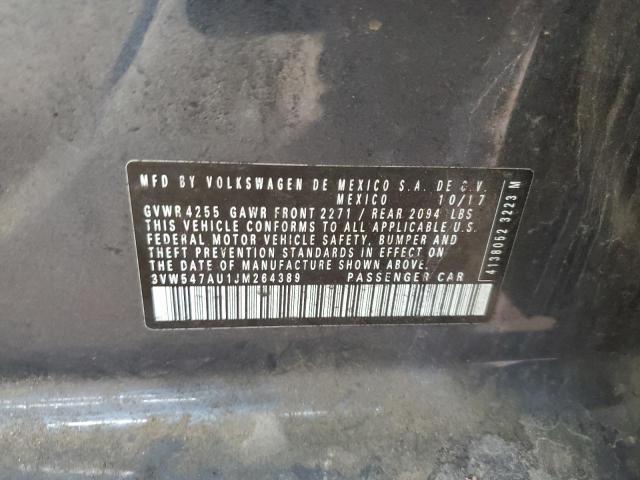 MFD BY VOLKSWAGEN DE MEXICO S.A. DE C.V.
MEXICO 10/17
GVWR 4255 GAWR FRONT 2271 / REAR 2094 LBS
THIS VEHICLE CONFORMS TO ALL APPLICABLE U.S.
FEDERAL MOTOR VEHICLE SAFETY, BUMPER AND
THEFT PREVENTION STANDARDS IN EFFECT ON
THE DATE OF MANUFACTURE SHOWN ABOVE.
3VW547AU1JM264389 PASSENGER CAR
4138052 3223 M